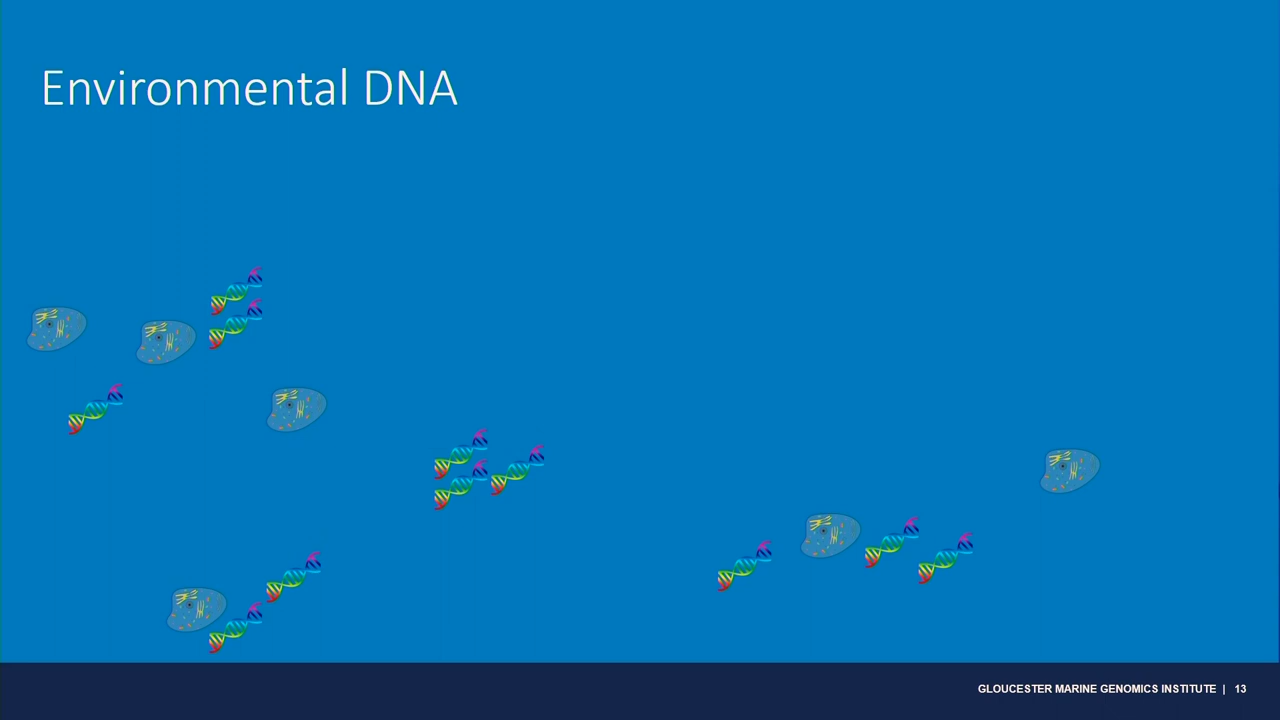 Environmental DNA
GLOUCESTER MARINE GENOMICS INSTITUTE | 13